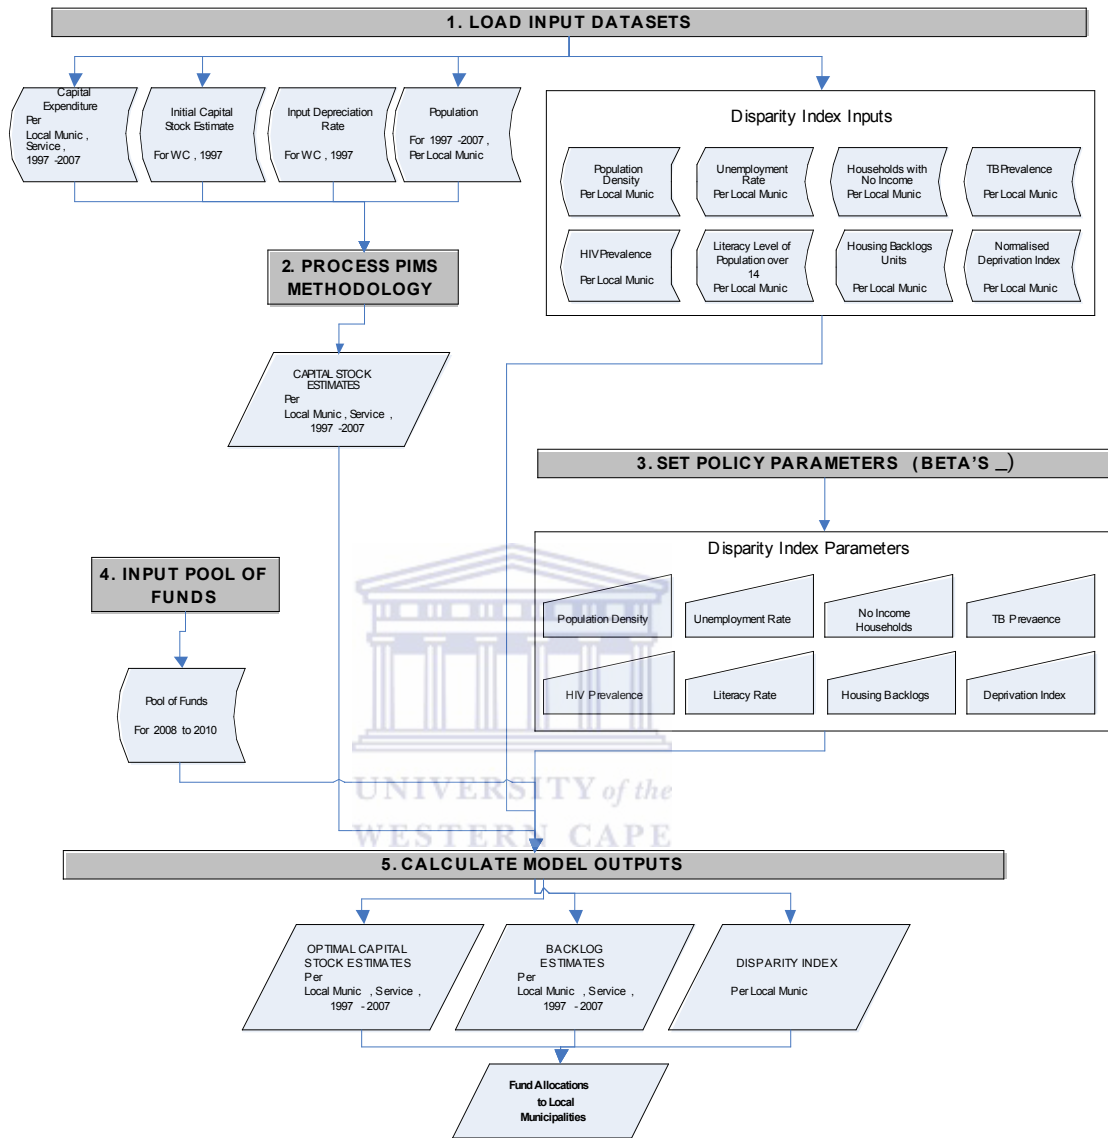 1. LOAD INPUT DATASETS
Capital
Expenditure
Per
Local Munic ,
Service ,
1997 -2007
Initial Capital
Stock Estimate
For WC , 1997
Input Depreciation
Rate
For WC , 1997
Population
For 1997 -2007 ,
Per Local Munic
Disparity Index Inputs
Population
Density
Per Local Munic
Unemployment
Rate
Per Local Munic
Households with
No Income
Per Local Munic
TB Prevalence
Per Local Munic
HIV Prevalence
Per Local Munic
Literacy Level of
Population over
14
Per Local Munic
Housing Backlogs
Units
Per Local Munic
Normalised
Deprivation Index
Per Local Munic
2. PROCESS PIMS
METHODOLOGY
CAPITAL STOCK
ESTIMATES
Per
Local Munic , Service ,
1997 -2007
3. SET POLICY PARAMETERS (BETA'S _)
Disparity Index Parameters
Population Density
Unemployment Rate
No Income
Households
TB Prevaence
HIV Prevalence
Literacy Rate
Housing Backlogs
Deprivation Index
4. INPUT POOL OF
FUNDS
Pool of Funds
For 2008 to 2010
UNIVERSITY of the
WESTERN CAPE
5. CALCULATE MODEL OUTPUTS
OPTIMAL CAPITAL
STOCK ESTIMATES
Per
Local Munic , Service ,
1997 - 2007
BACKLOG
ESTIMATES
Per
Local Munic , Service ,
1997 - 2007
DISPARITY INDEX
Per Local Munic
Fund Allocations
to Local
Municipalities